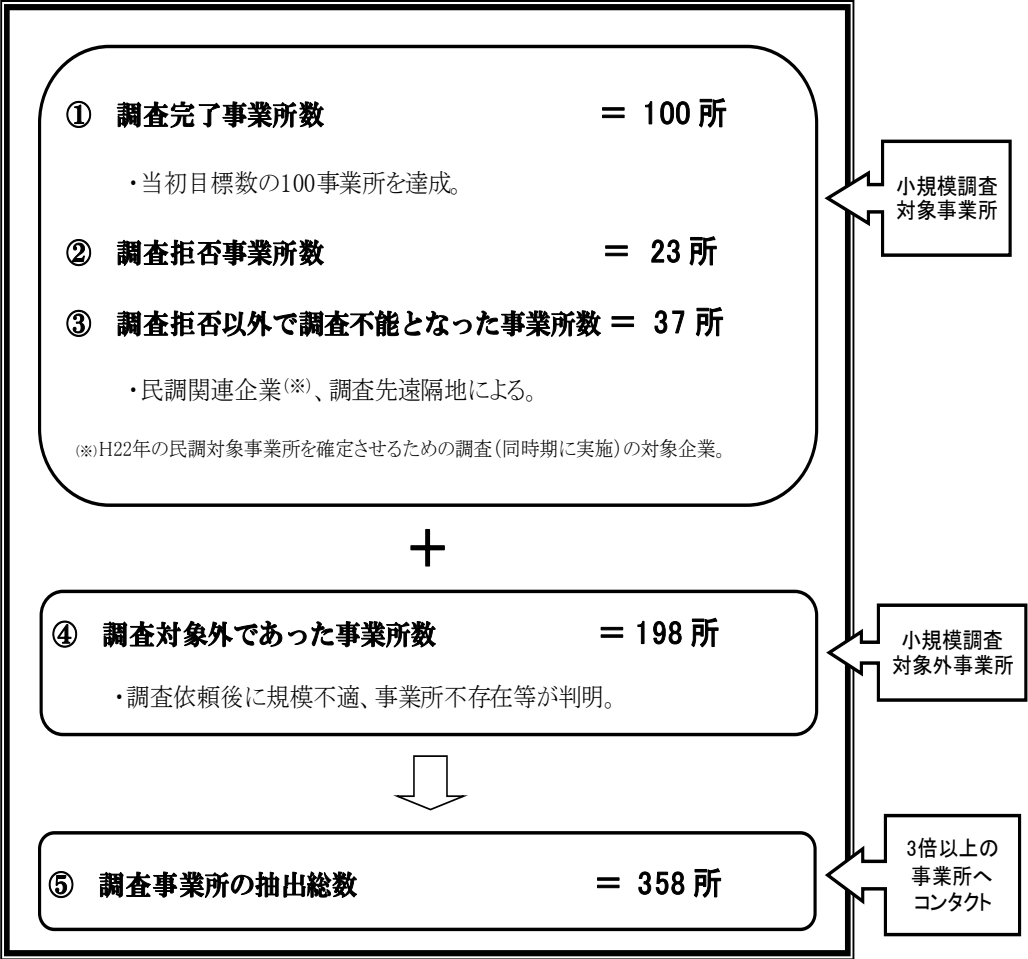 ① 調査完了事業所数 = 100 所
・当初目標数の100事業所を達成。
② 調査拒否事業所数 = 23 所
③ 調査拒否以外で調査不能となった事業所数 = 37 所
・民調関連企業(※)、調査先遠隔地による。
(※)H22年の民調対象事業所を確定させるための調査(同時期に実施)の対象企業。
小規模調査
対象事業所
+
④ 調査対象外であった事業所数 = 198 所
・調査依頼後に規模不適、事業所不存在等が判明。
小規模調査
対象外事業所
⑤ 調査事業所の抽出総数 = 358 所
3倍以上の
事業所へ
コンタクト